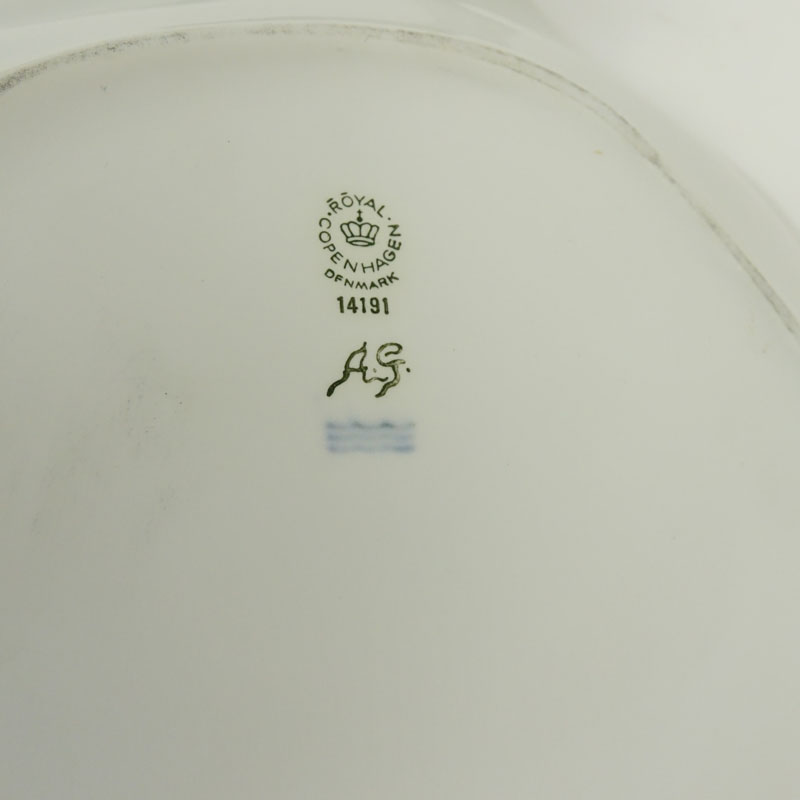 ROYAL
COPENHAGEN
DENMARK
14191
A.G.